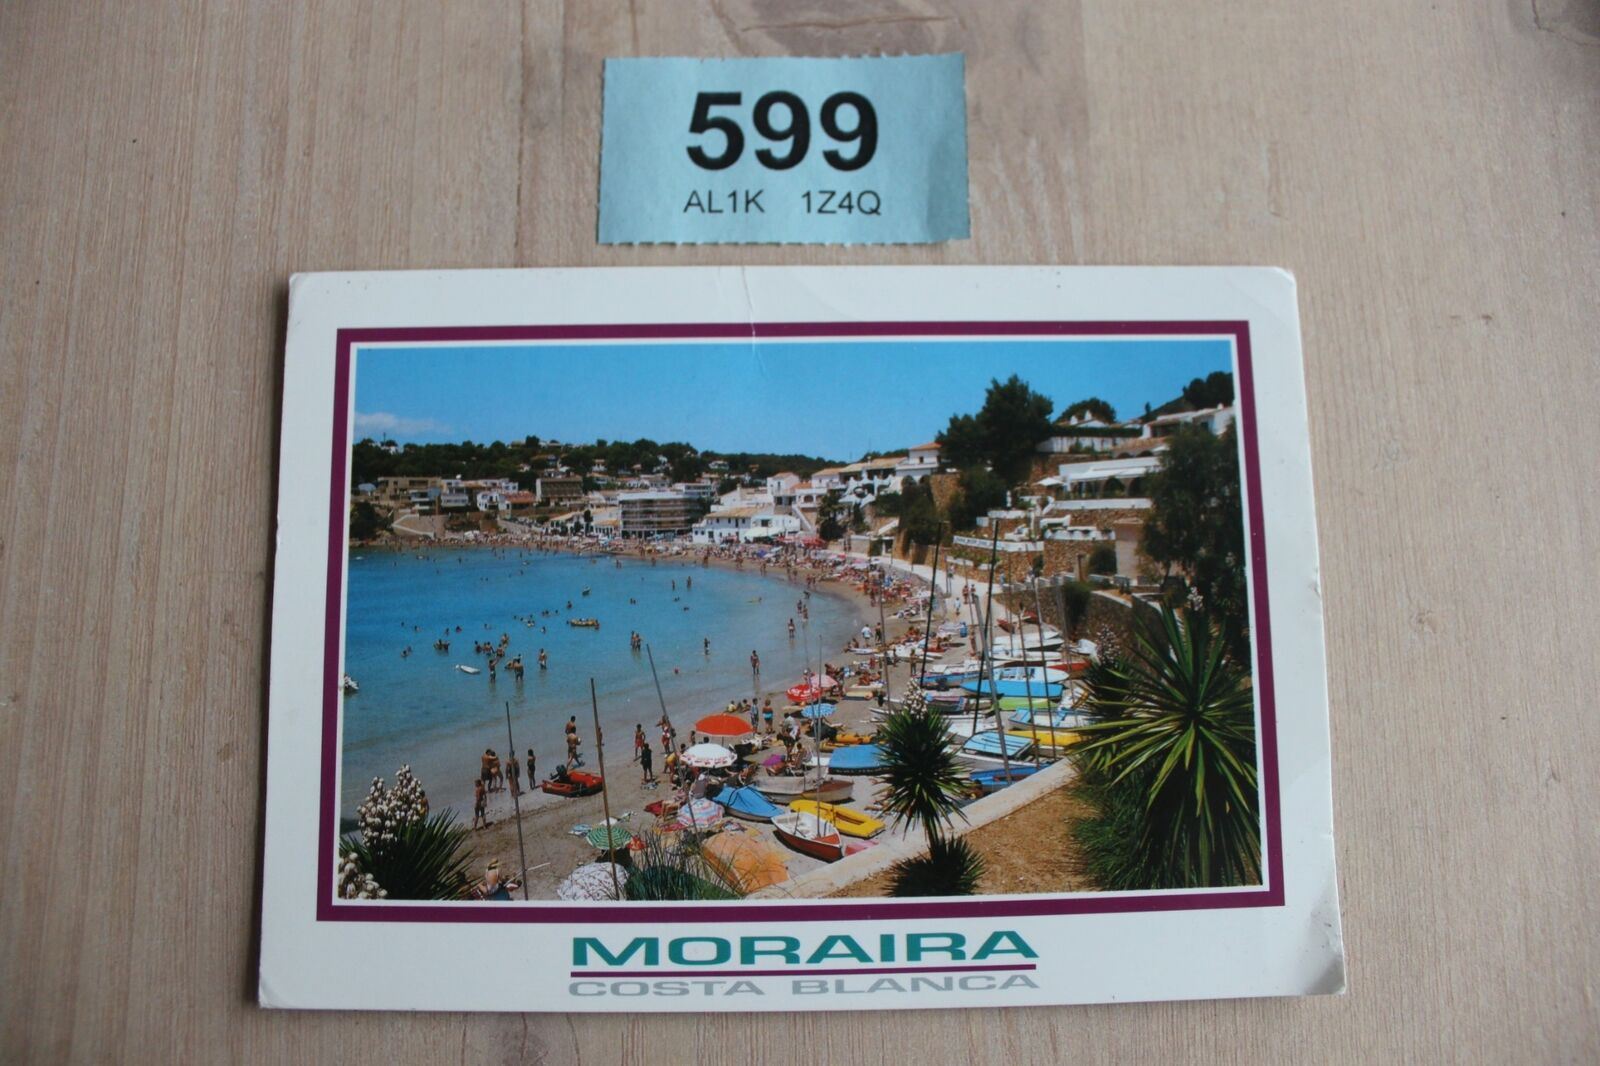 599
AL1K 1Z4Q
MORAIRA
COSTA BLANCA